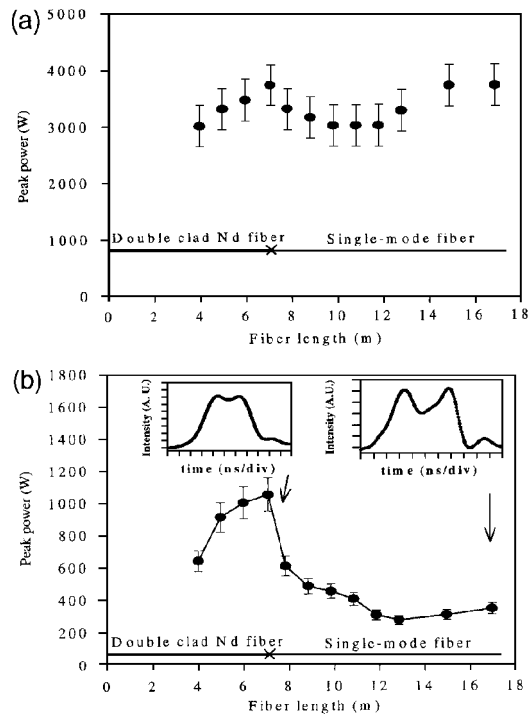 (a)
5000
4000
3000
2000
1000
0
Peak power (W)
Double clad Nd fiber
Single-mode fiber
0 2 4 6 8 10 12 14 16 18
Fiber length (m)
(b)
1800
1600
1400
1200
1000
800
600
400
200
0
Peak power (W)
Intensity (A. U.)
time (ns/div)
Intensity (A.U.)
time (ns/div)
Double clad Nd fiber
Single-mode fiber
0 2 4 6 8 10 12 14 16 18
Fiber length (m)